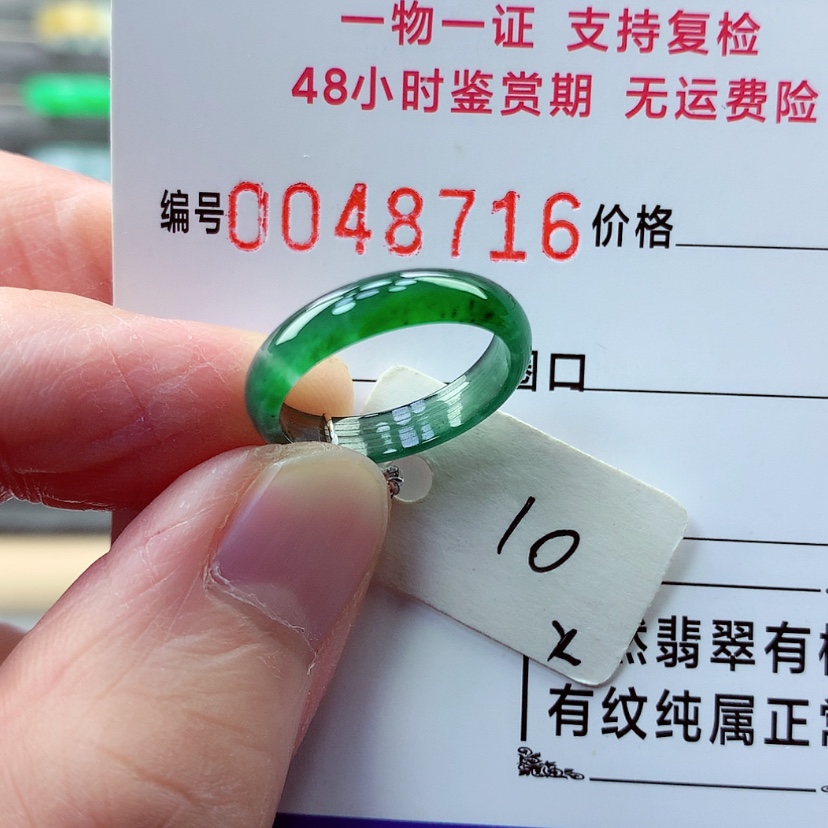 一物一证 支持复检
48小时鉴赏期 无运费险
编号0048716价格
圈口
10
然翡翠有
有纹纯属正常